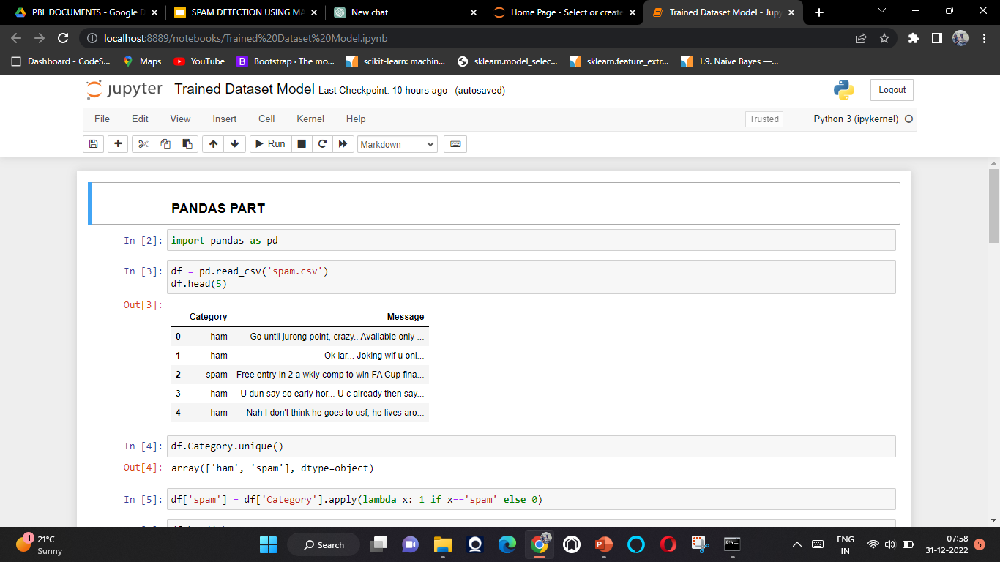 PBL DOCUMENTS - Google D
SPAM DETECTION USING MA
New chat
Home Page - Select or create
Trained Dataset Model - Jupy
localhost:8889/notebooks/Trained%20Dataset%20Model.ipynb
Dashboard - CodeS...
Maps
YouTube
B
Bootstrap · The mo...
scikit-learn: machin...
sklearn.model_selec...
sklearn.feature_extr...
1.9. Naive Bayes —...
jupyter Trained Dataset Model Last Checkpoint: 10 hours ago (autosaved)
Logout
File Edit View Insert Cell Kernel Help
Trusted
Python 3 (ipykernel)
Run
Markdown
PANDAS PART
In [2]: import pandas as pd
In [3]: df = pd.read_csv('spam.csv')
df.head(5)
Out[3]:
Category Message
0 ham Go until jurong point, crazy.. Available only ...
1 ham Ok lar... Joking wif u oni...
2 spam Free entry in 2 a wkly comp to win FA Cup fina...
3 ham U dun say so early hor... U c already then say...
4 ham Nah I don't think he goes to usf, he lives aro...
In [4]: df.Category.unique()
Out[4]: array(['ham', 'spam'], dtype=object)
In [5]: df['spam'] = df['Category'].apply(lambda x: 1 if x=='spam' else 0)
1
21°C
Sunny
Search
ENG
IN
07:58
31-12-2022
5